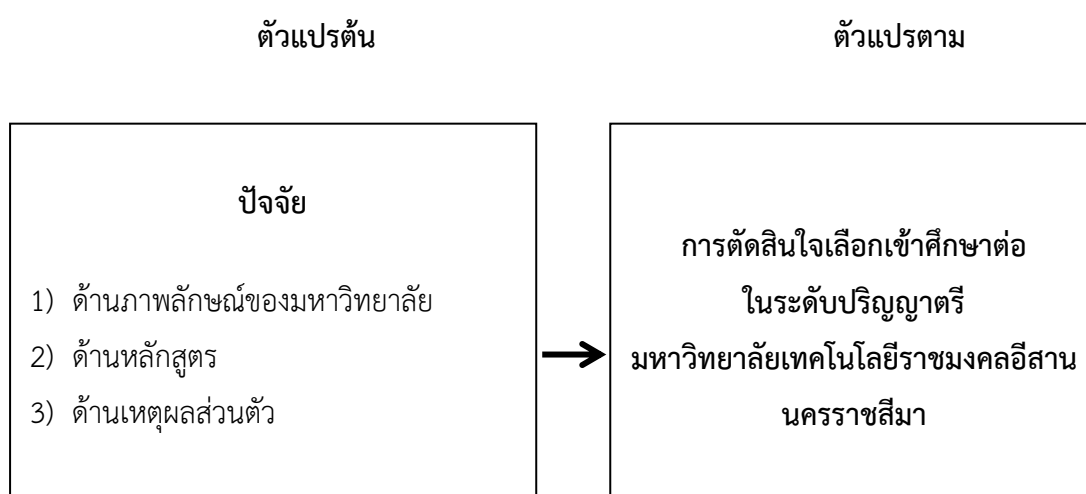 ตัวแปรต้น
ตัวแปรตาม
ปัจจัย
1) ด้านภาพลักษณ์ของมหาวิทยาลัย
2) ด้านหลักสูตร
3) ด้านเหตุผลส่วนตัว
การตัดสินใจเลือกเข้าศึกษาต่อ
ในระดับปริญญาตรี
มหาวิทยาลัยเทคโนโลยีราชมงคลอีสาน
นครราชสีมา